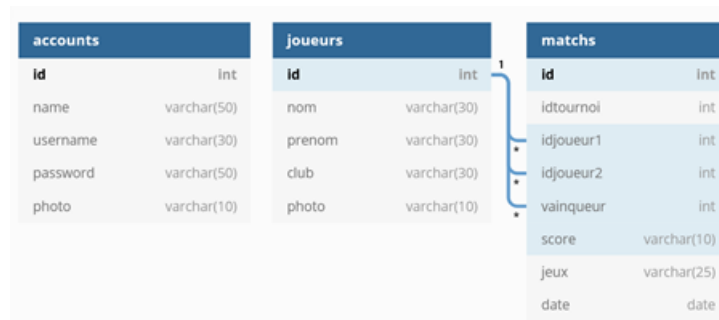 accounts
id int
name varchar(50)
username varchar(30)
password varchar(50)
photo varchar(10)
joueurs
id int
nom varchar(30)
prenom varchar(30)
club varchar(30)
photo varchar(10)
1
*
*
*
matchs
id int
idtournoi int
idjoueur1 int
idjoueur2 int
vainqueur int
score varchar(10)
jeux varchar(25)
date date